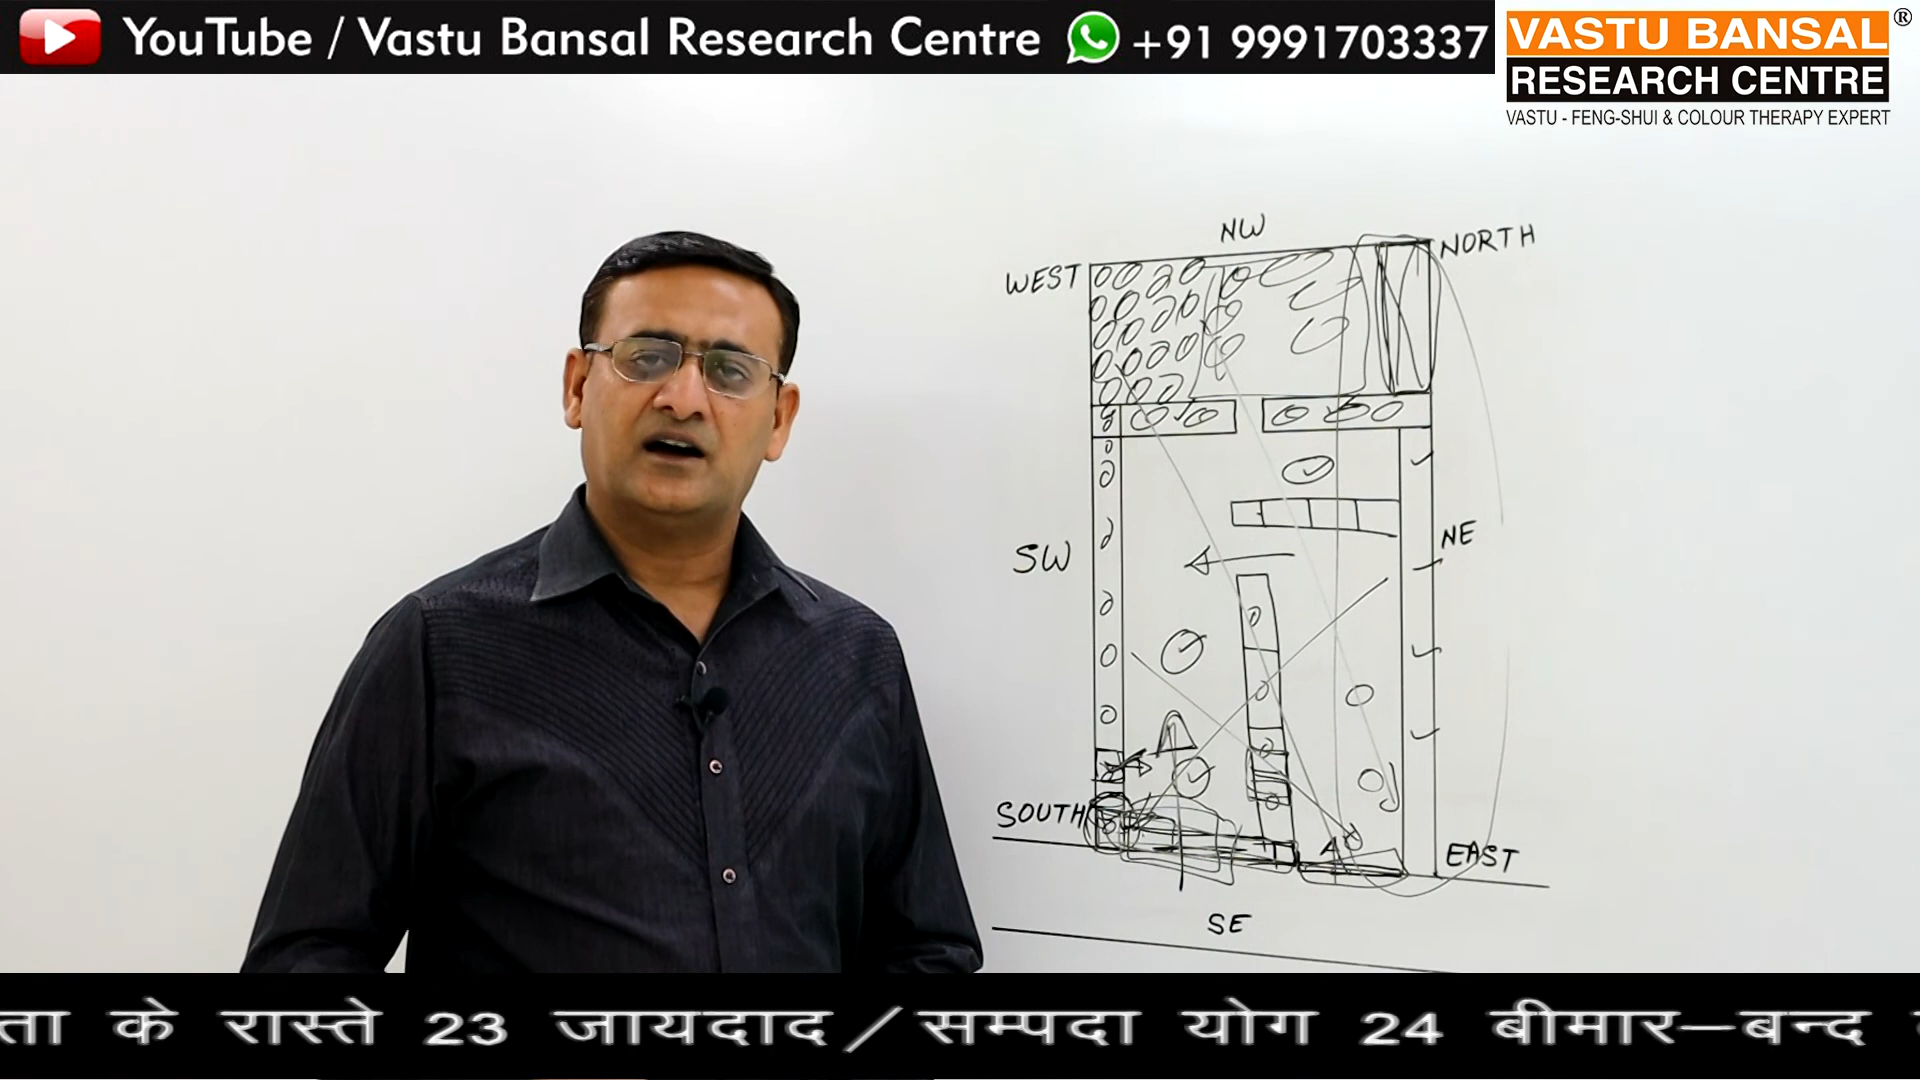 YouTube / Vastu Bansal Research Centre +91 9991703337
VASTU BANSAL®
RESEARCH CENTRE
VASTU - FENG-SHUI & COLOUR THERAPY EXPERT
NW
WEST
NORTH
SW
NE
SOUTH
EAST
SE
के रास्ते 23 जायदाद/सम्पदा योग 24 बीमार-बन्द